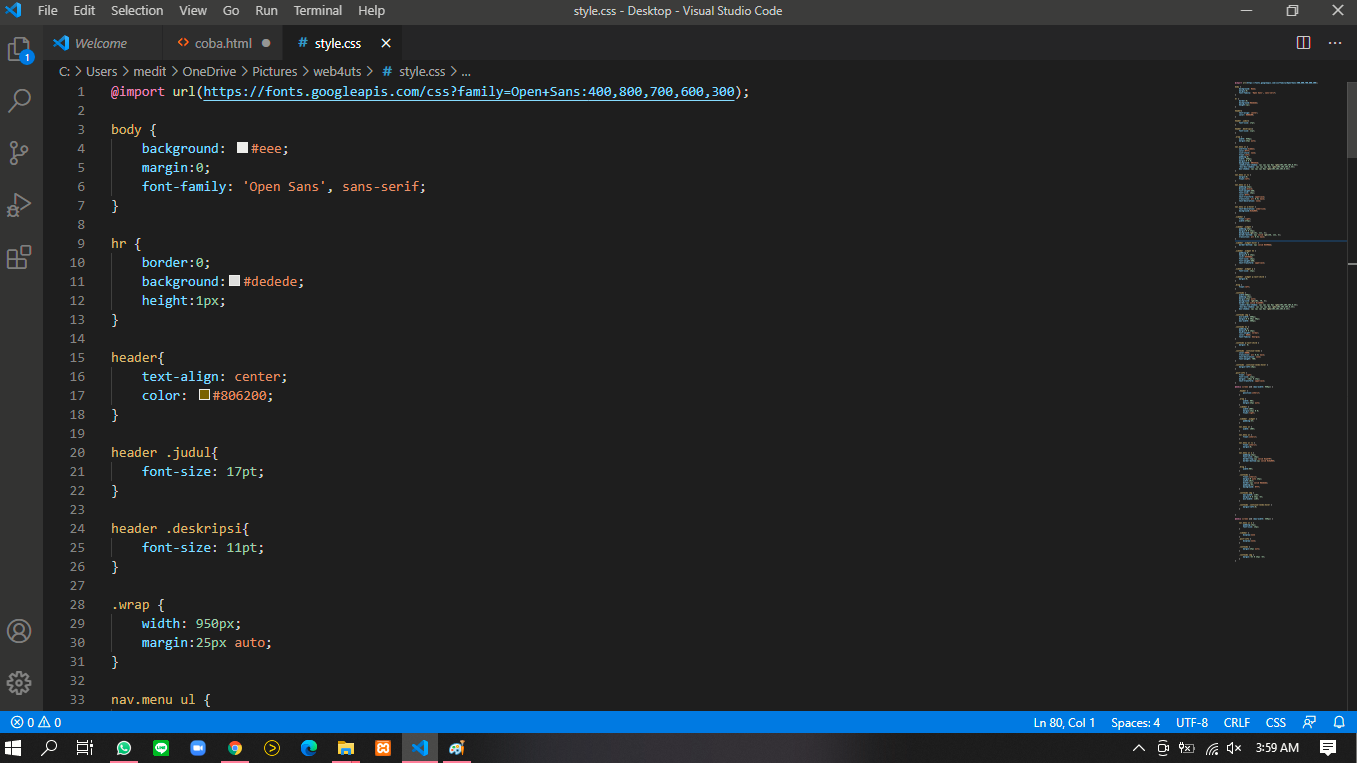 File Edit Selection View Go Run Terminal Help style.css - Desktop - Visual Studio Code
1 Welcome coba.html style.css
C: > Users > medit > OneDrive > Pictures > web4uts > # style.css > ...
1 @import url(https://fonts.googleapis.com/css?family=Open+Sans:400,800,700,600,300);
2
3 body {
4 background: #eee;
5 margin:0;
6 font-family: 'Open Sans', sans-serif;
7 }
8
9 hr {
10 border:0;
11 background:#dedede;
12 height:1px;
13 }
14
15 header{
16 text-align: center;
17 color: #806200;
18 }
19
20 header .judul{
21 font-size: 17pt;
22 }
23
24 header .deskripsi{
25 font-size: 11pt;
26 }
27
28 .wrap {
29 width: 950px;
30 margin:25px auto;
31 }
32
33 nav.menu ul {
0 0 Ln 80, Col 1 Spaces: 4 UTF-8 CRLF CSS
3:59 AM